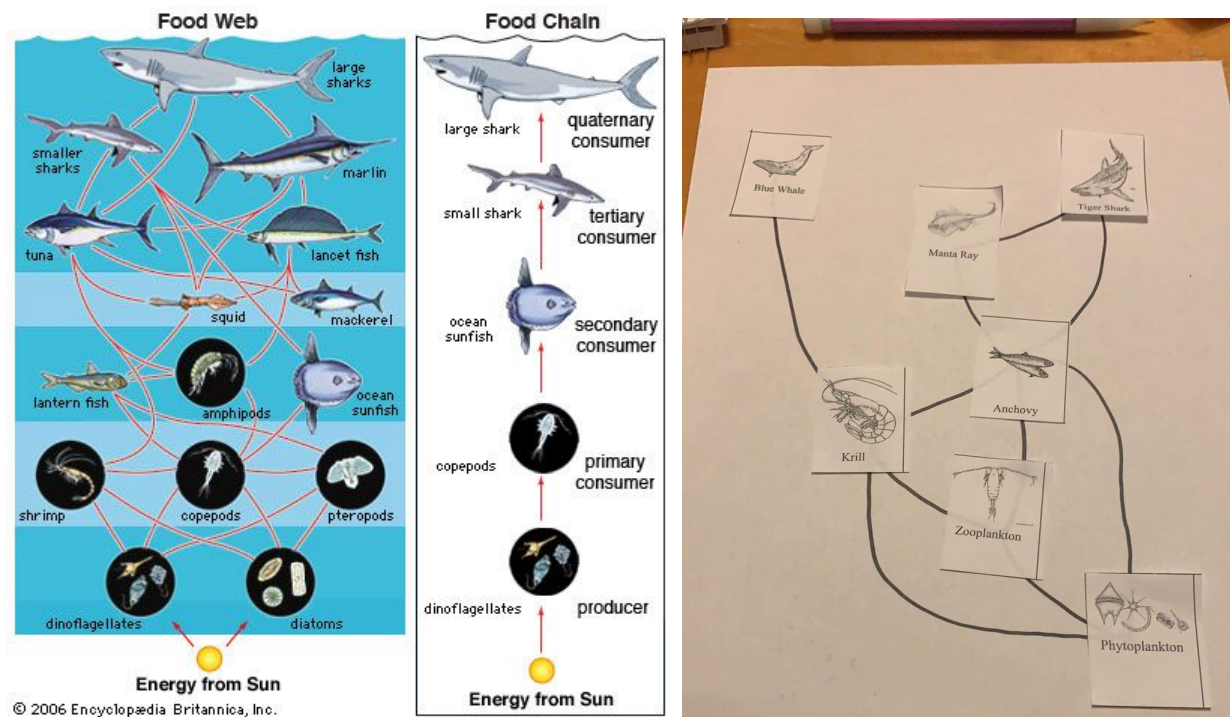 Food Web
large
sharks
smaller
sharks
marlin
tuna
lancet fish
squid
mackerel
lantern fish
amphipods
ocean
sunfish
shrimp
copepods
pteropods
dinoflagellates
diatoms
Energy from Sun
© 2006 Encyclopædia Britannica, Inc.
Food Chain
large shark
quaternary
consumer
small shark
tertiary
consumer
ocean
sunfish
secondary
consumer
copepods
primary
consumer
dinoflagellates
producer
Energy from Sun
Blue Whale
Tiger Shark
Manta Ray
Anchovy
Krill
Zooplankton
Phytoplankton